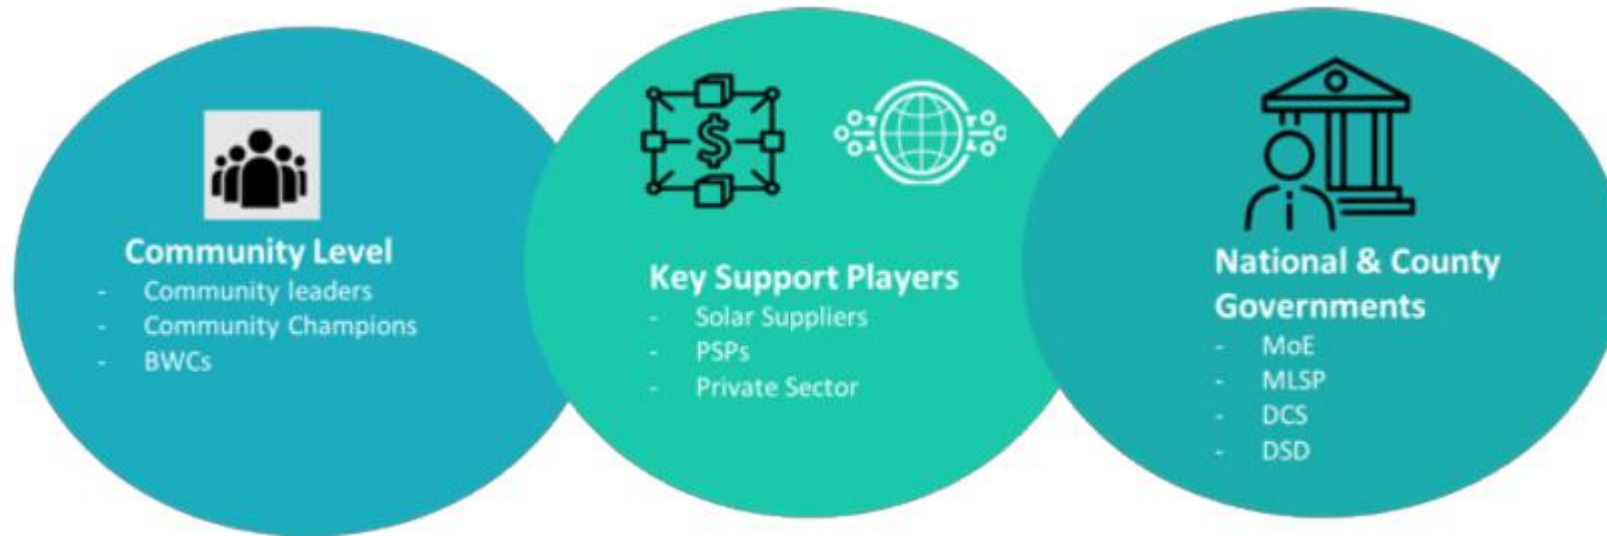 Community Level
- Community leaders
- Community Champions
- BWCs
Key Support Players
- Solar Suppliers
- PSPs
- Private Sector
National & County
Governments
- MoE
- MLSP
- DCS
- DSD